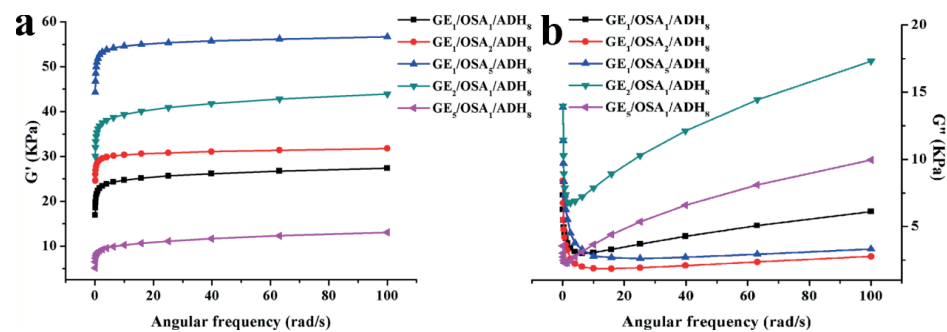 a
60
50
40
30
20
10
G' (KPa)
GE₁/OSA₁/ADH₈
GE₁/OSA₂/ADH₈
GE₁/OSA₅/ADH₈
GE₂/OSA₁/ADH₈
GE₅/OSA₁/ADH₈
0 20 40 60 80 100
Angular frequency (rad/s)
b
GE₁/OSA₁/ADH₈
GE₁/OSA₂/ADH₈
GE₁/OSA₅/ADH₈
GE₂/OSA₁/ADH₈
GE₅/OSA₁/ADH₈
20
15
10
5
G'' (KPa)
0 20 40 60 80 100
Angular frequency (rad/s)